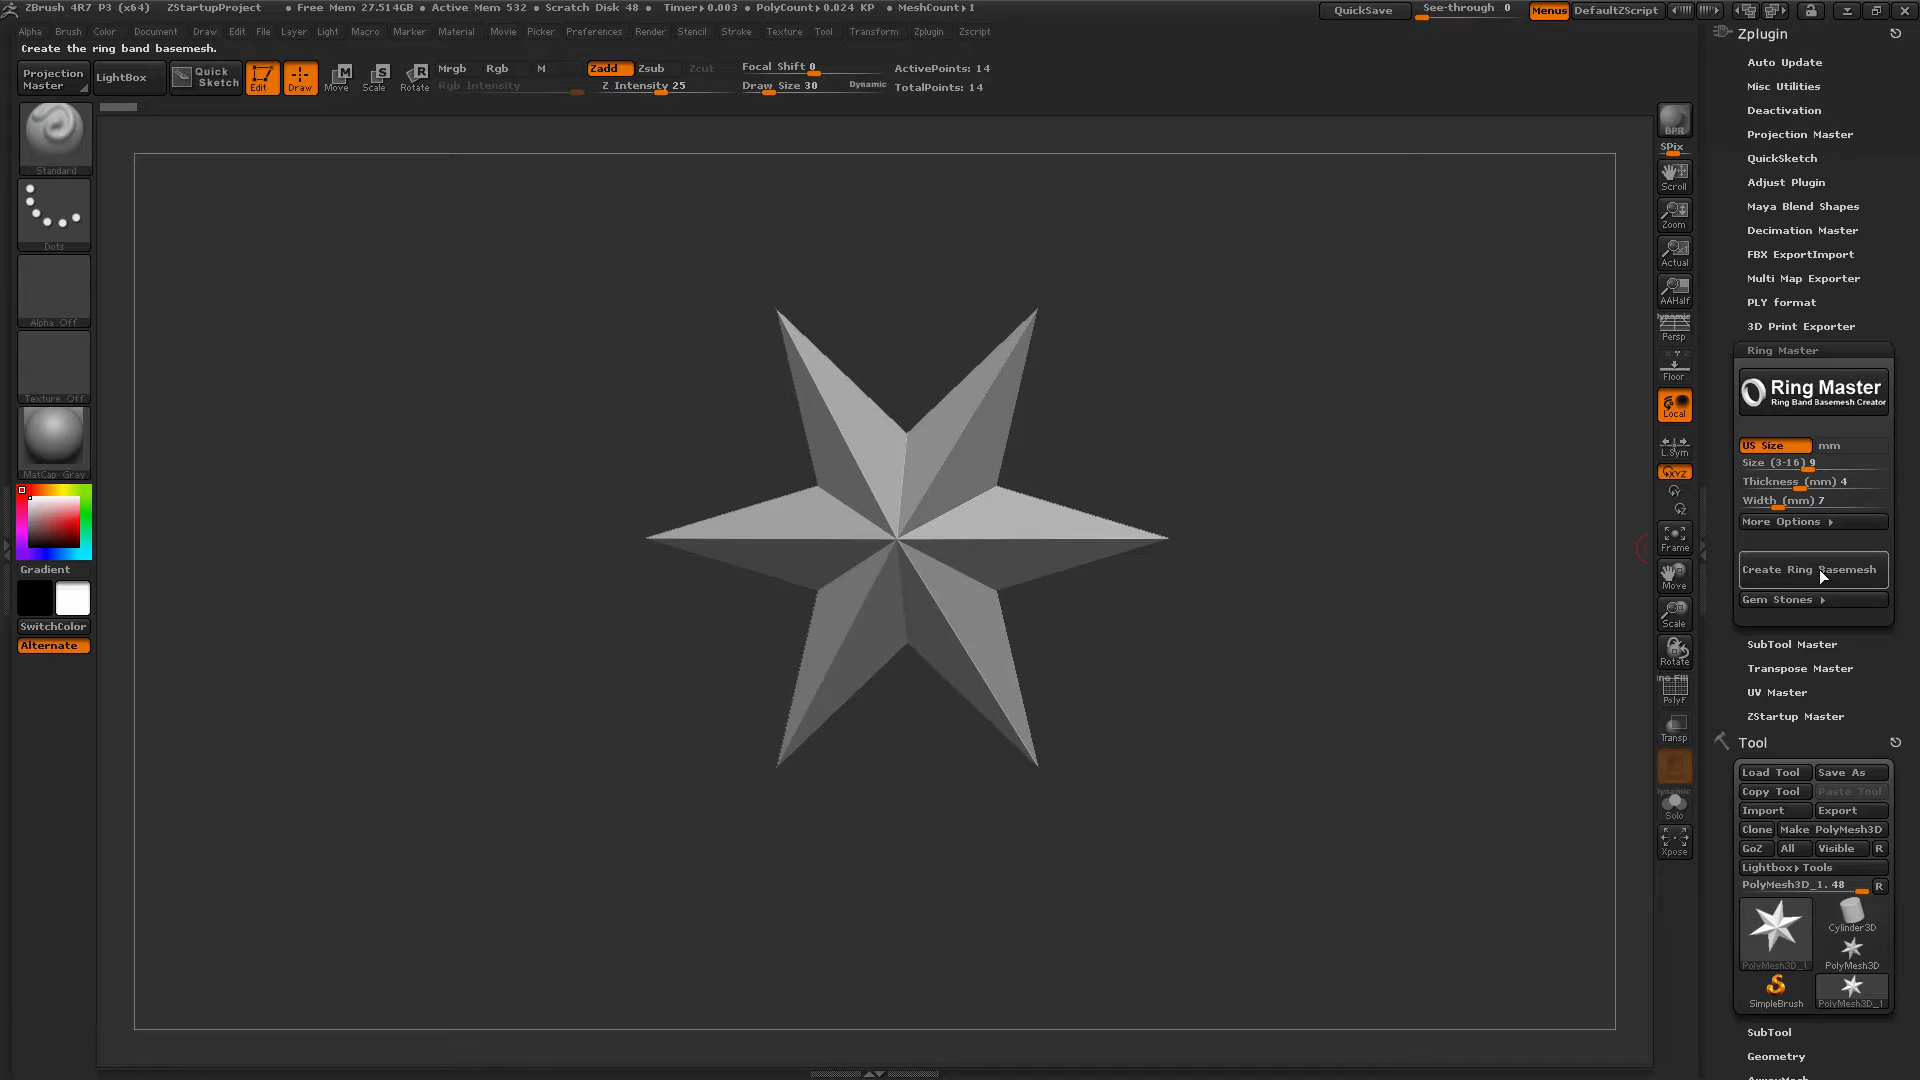 ZBrush 4R7 P3 (x64) ZStartupProject • Free Mem 27.514GB • Active Mem 532 • Scratch Disk 48 • Timer▸0.003 • PolyCount▸0.024 KP • MeshCount▸1 QuickSave See-through 0 Menus DefaultZScript
Alpha Brush Color Document Draw Edit File Layer Light Macro Marker Material Movie Picker Preferences Render Stencil Stroke Texture Tool Transform Zplugin Zscript
Create the ring band basemesh.
Projection Master
LightBox
Quick Sketch
Edit
Draw
Move
Scale
Rotate
Mrgb Rgb M
Rgb Intensity
Zadd Zsub Zcut
Z Intensity 25
Focal Shift 0
Draw Size 30 Dynamic
ActivePoints: 14
TotalPoints: 14
Standard
Dots
Alpha Off
Texture Off
MatCap Gray
Gradient
SwitchColor
Alternate
BPR
SPix
Scroll
Zoom
Actual
AAHalf
Dynamic
Persp
Floor
Local
L.Sym
XYZ
Frame
Move
Scale
Rotate
PolyF
Transp
Dynamic
Solo
Xpose
Zplugin
Auto Update
Misc Utilities
Deactivation
Projection Master
QuickSketch
Adjust Plugin
Maya Blend Shapes
Decimation Master
FBX ExportImport
Multi Map Exporter
PLY format
3D Print Exporter
Ring Master
Ring Master
Ring Band Basemesh Creator
US Size mm
Size (3-16) 9
Thickness (mm) 4
Width (mm) 7
More Options
Create Ring Basemesh
Gem Stones
SubTool Master
Transpose Master
UV Master
ZStartup Master
Tool
Load Tool Save As
Copy Tool Paste Tool
Import Export
Clone Make PolyMesh3D
GoZ All Visible R
Lightbox▸Tools
PolyMesh3D_1. 48 R
Cylinder3D
PolyMesh3D_1 PolyMesh3D
SimpleBrush PolyMesh3D_1
SubTool
Geometry